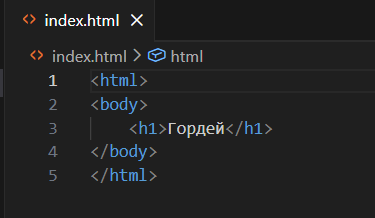 index.html
index.html > html
1 <html>
2 <body>
3 <h1>Гордей</h1>
4 </body>
5 </html>